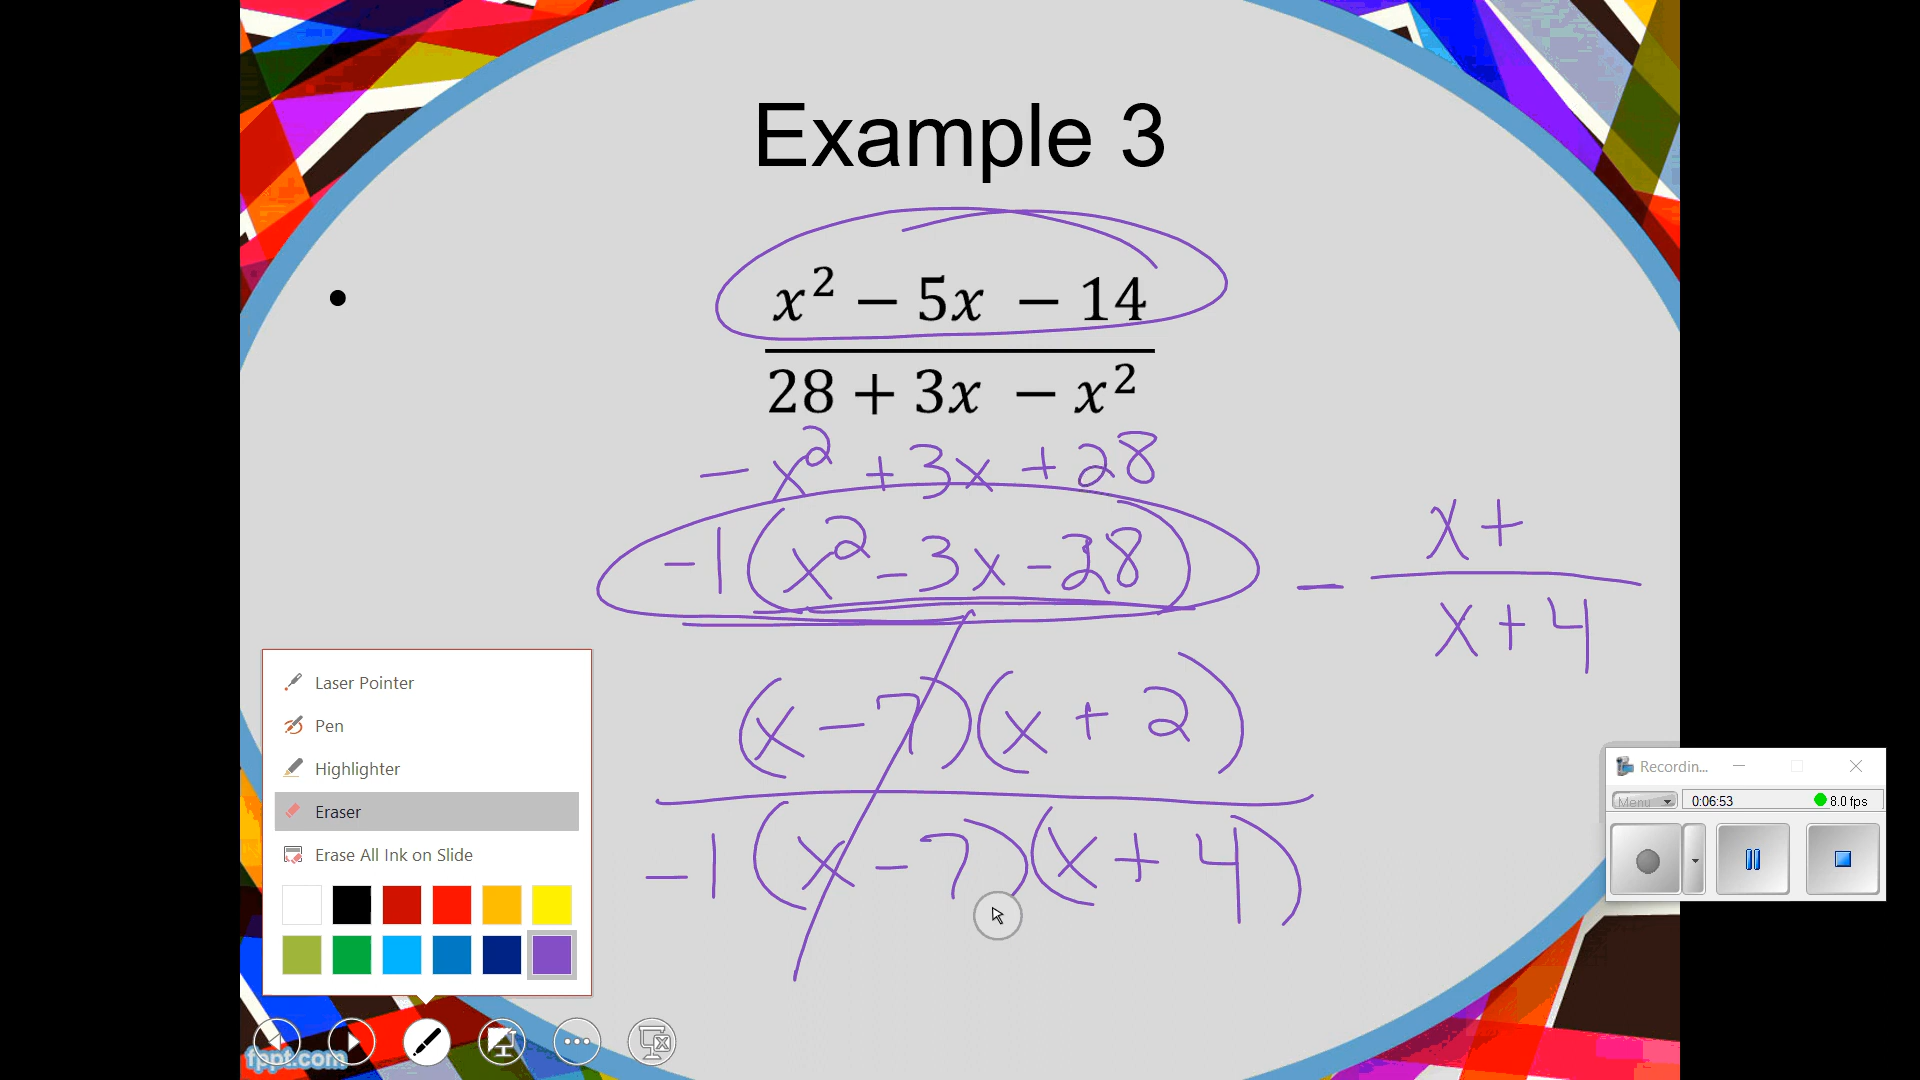 Example 3
• x² − 5x − 14
28 + 3x − x²
−x² + 3x + 28
−1(x² − 3x − 28)
− x +
x + 4
(x − 7)(x + 2)
−1(x − 7)(x + 4)
Laser Pointer
Pen
Highlighter
Eraser
Erase All Ink on Slide
Recordin...
Menu 0:06:53 8.0 fps
fppt.com